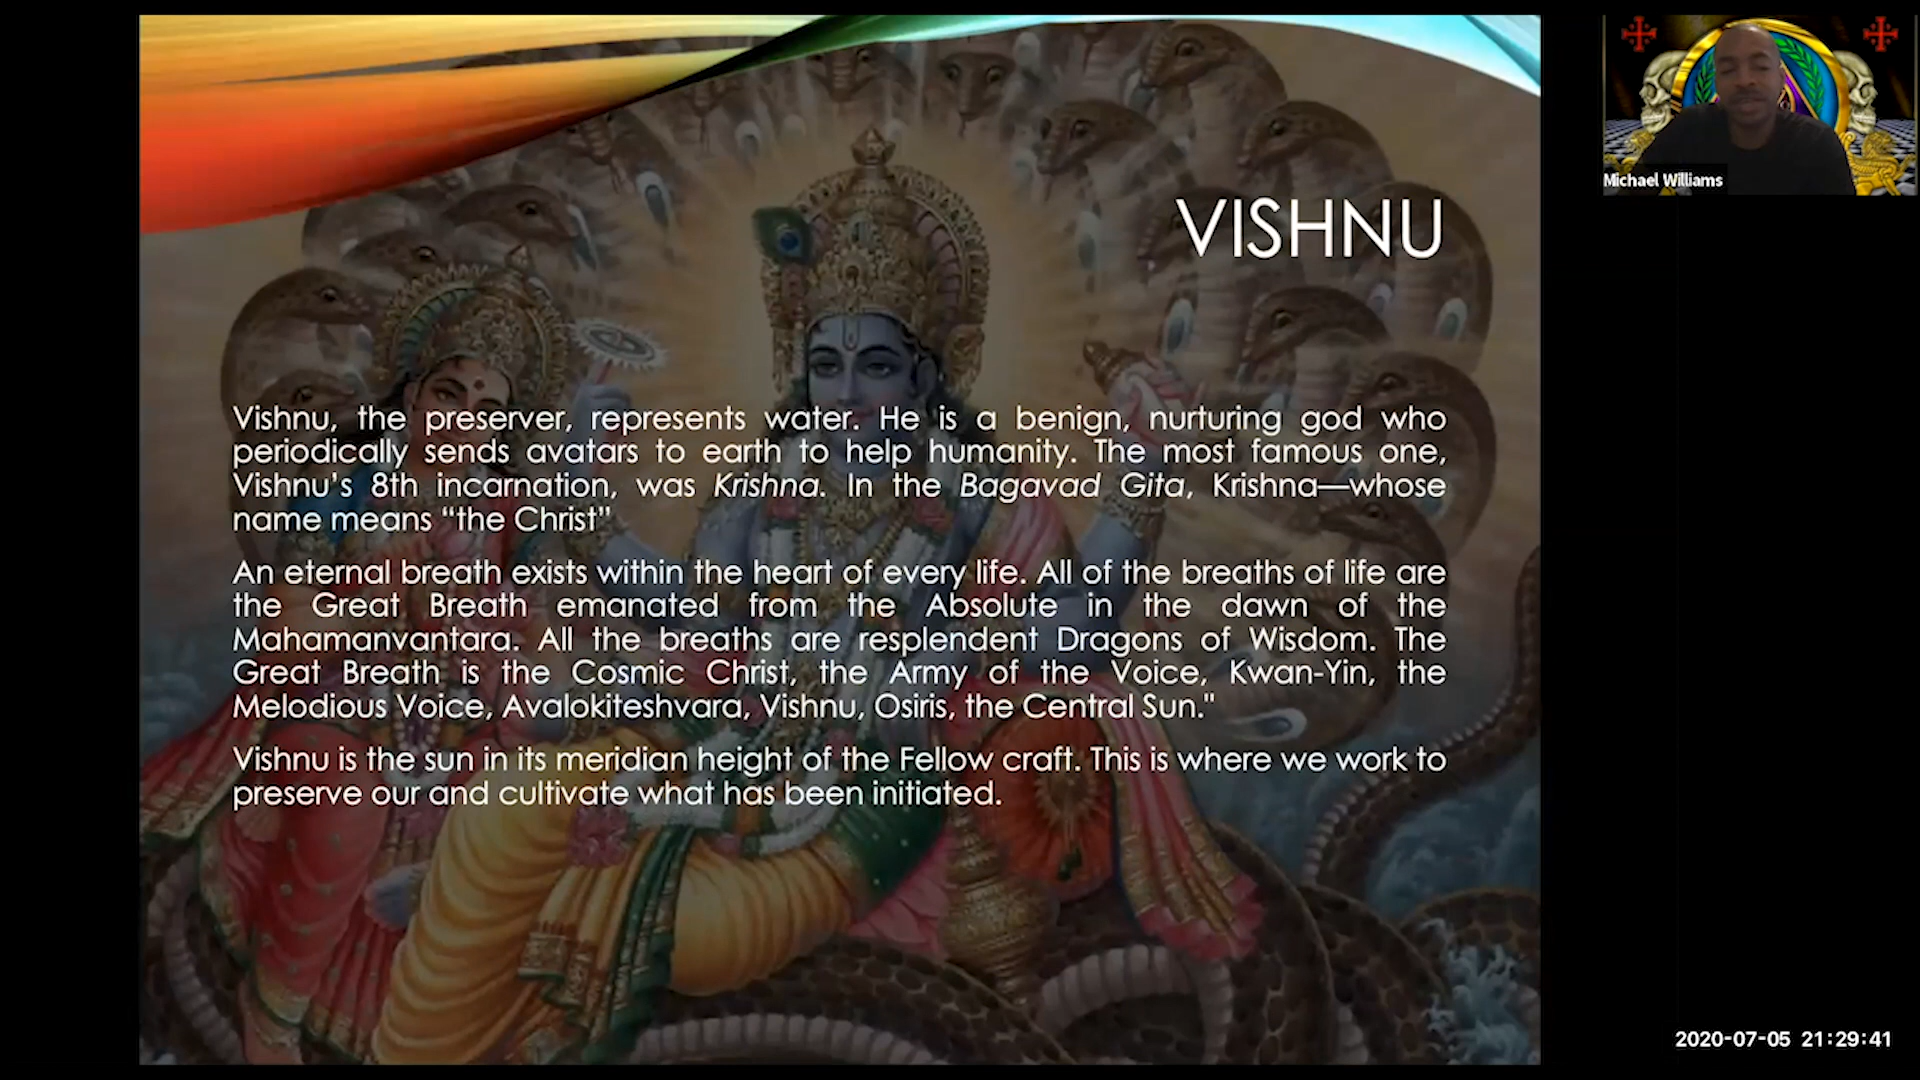 VISHNU
Vishnu, the preserver, represents water. He is a benign, nurturing god who
periodically sends avatars to earth to help humanity. The most famous one,
Vishnu's 8th incarnation, was Krishna. In the Bagavad Gita, Krishna—whose
name means “the Christ”
An eternal breath exists within the heart of every life. All of the breaths of life are
the Great Breath emanated from the Absolute in the dawn of the
Mahamanvantara. All the breaths are resplendent Dragons of Wisdom. The
Great Breath is the Cosmic Christ, the Army of the Voice, Kwan-Yin, the
Melodious Voice, Avalokiteshvara, Vishnu, Osiris, the Central Sun."
Vishnu is the sun in its meridian height of the Fellow craft. This is where we work to
preserve our and cultivate what has been initiated.
Michael Williams
2020-07-05 21:29:41